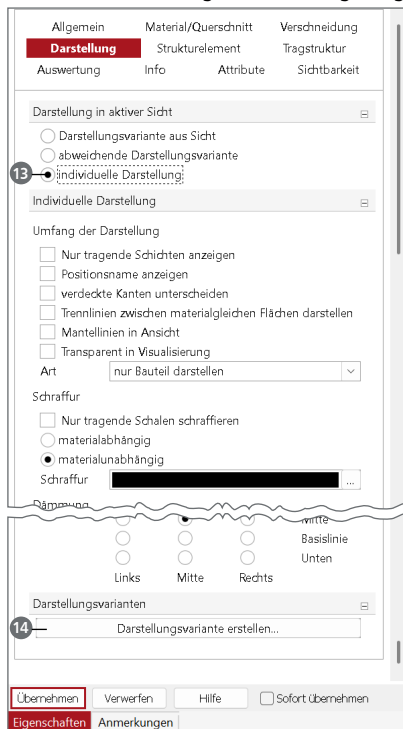 Allgemein Material/Querschnitt Verschneidung
Darstellung Strukturelement Tragstruktur
Auswertung Info Attribute Sichtbarkeit
Darstellung in aktiver Sicht
Darstellungsvariante aus Sicht
abweichende Darstellungsvariante
13 individuelle Darstellung
Individuelle Darstellung
Umfang der Darstellung
Nur tragende Schichten anzeigen
Positionsname anzeigen
verdeckte Kanten unterscheiden
Trennlinien zwischen materialgleichen Flächen darstellen
Mantellinien in Ansicht
Transparent in Visualisierung
Art nur Bauteil darstellen
Schraffur
Nur tragende Schalen schraffieren
materialabhängig
materialunabhängig
Schraffur ...
Dämmung
Mitte
Basislinie
Unten
Links Mitte Rechts
Darstellungsvarianten
14 Darstellungsvariante erstellen...
Übernehmen Verwerfen Hilfe Sofort übernehmen
Eigenschaften Anmerkungen